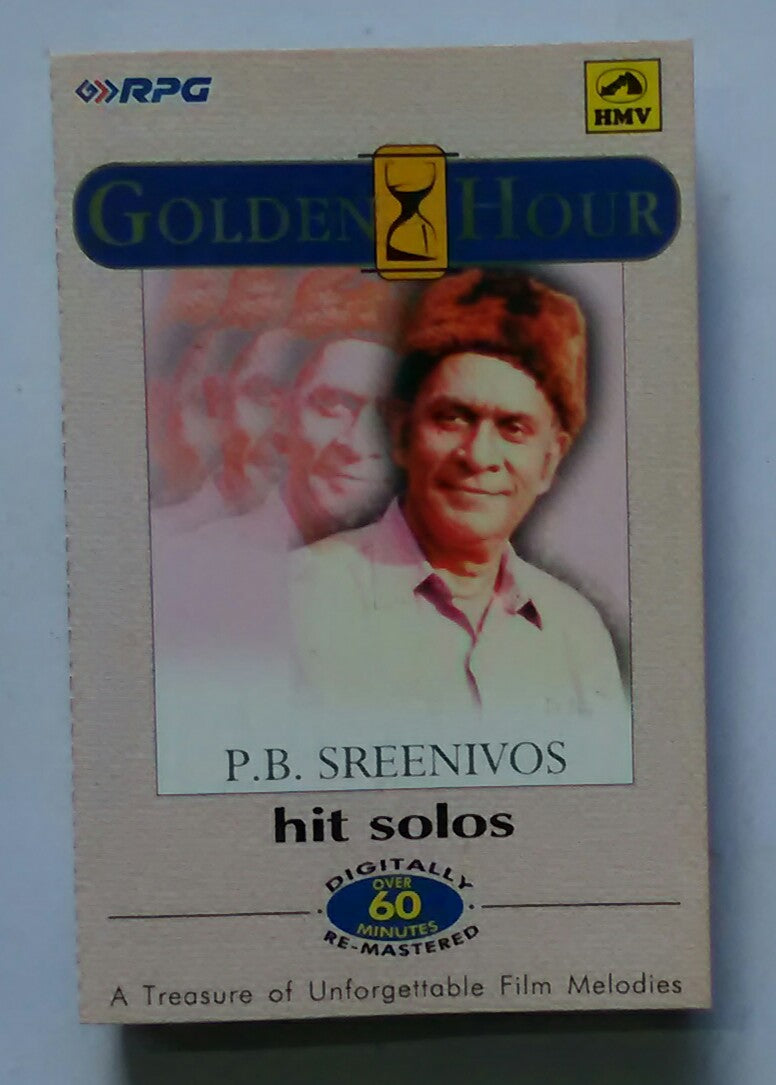 RPG
HMV
GOLDEN HOUR
P.B. SREENIVOS
hit solos
DIGITALLY
OVER
60
MINUTES
RE-MASTERED
A Treasure of Unforgettable Film Melodies